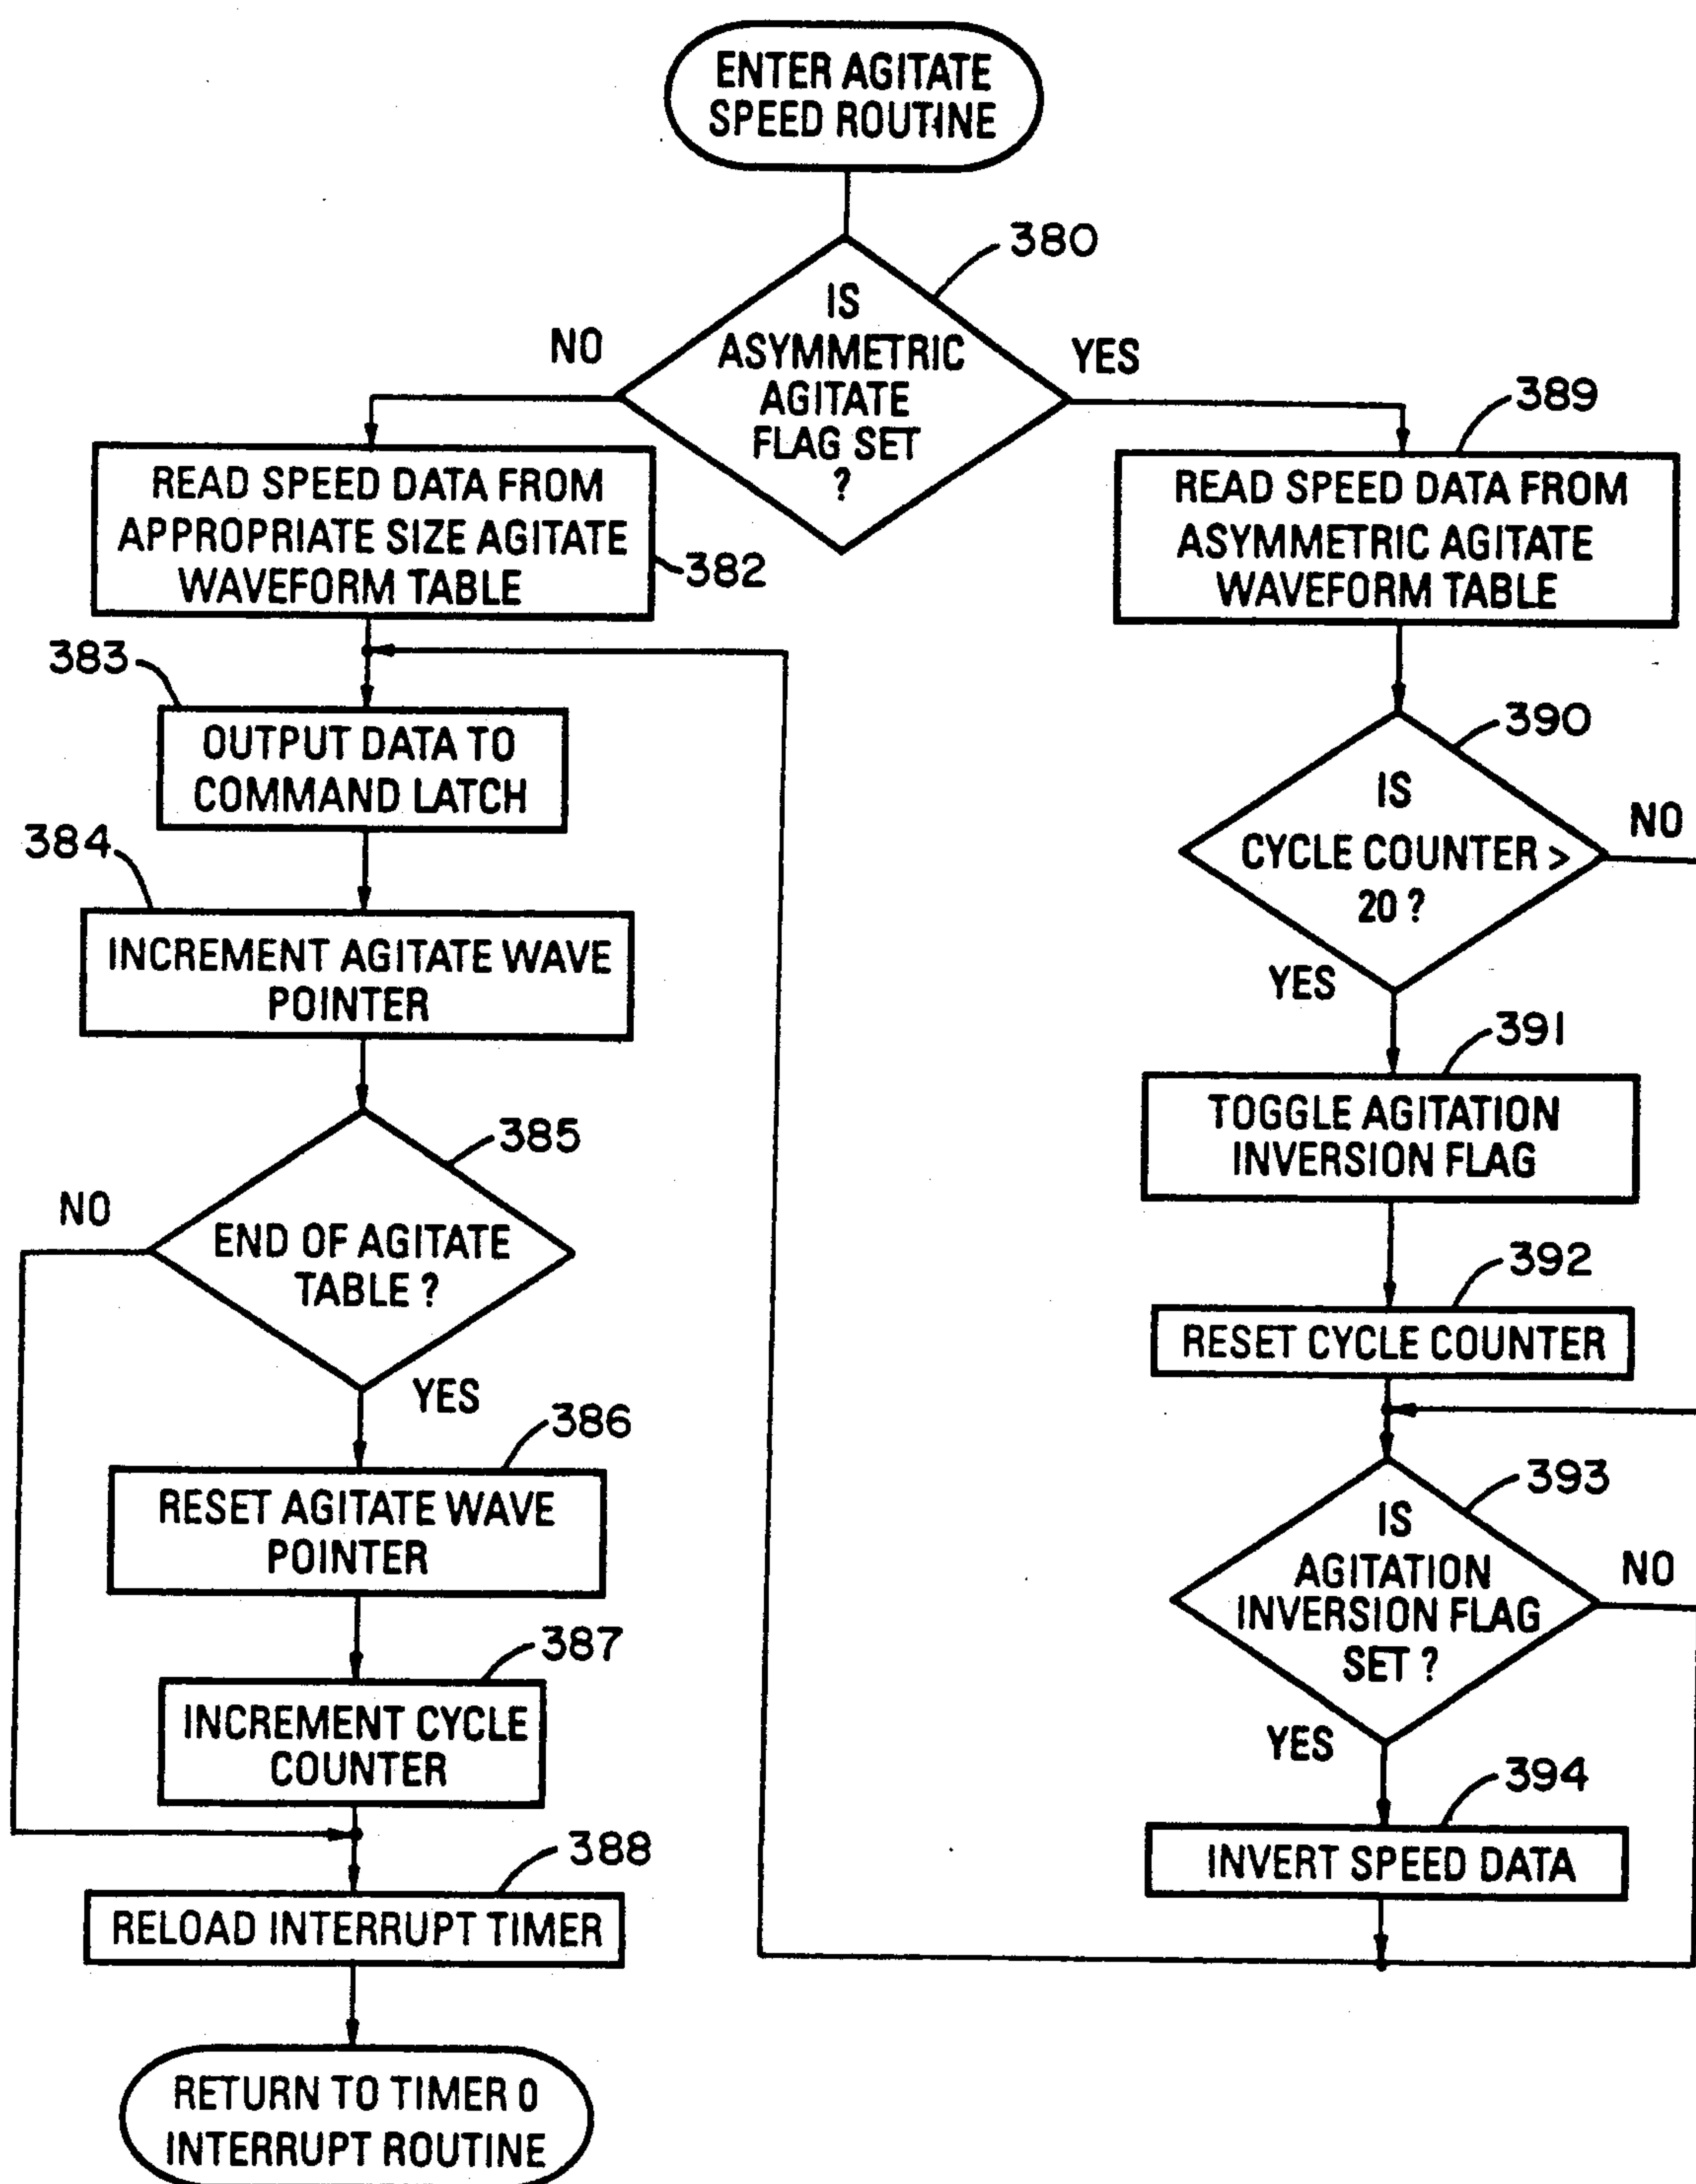 ENTER AGITATE
SPEED ROUTINE
380
IS
ASYMMETRIC
AGITATE
FLAG SET
?
NO
YES
READ SPEED DATA FROM
APPROPRIATE SIZE AGITATE
WAVEFORM TABLE
382
383
OUTPUT DATA TO
COMMAND LATCH
384
INCREMENT AGITATE WAVE
POINTER
385
END OF AGITATE
TABLE ?
NO
YES
386
RESET AGITATE WAVE
POINTER
387
INCREMENT CYCLE
COUNTER
388
RELOAD INTERRUPT TIMER
RETURN TO TIMER 0
INTERRUPT ROUTINE
389
READ SPEED DATA FROM
ASYMMETRIC AGITATE
WAVEFORM TABLE
390
IS
CYCLE COUNTER >
20 ?
NO
YES
391
TOGGLE AGITATION
INVERSION FLAG
392
RESET CYCLE COUNTER
393
IS
AGITATION
INVERSION FLAG
SET ?
NO
YES
394
INVERT SPEED DATA